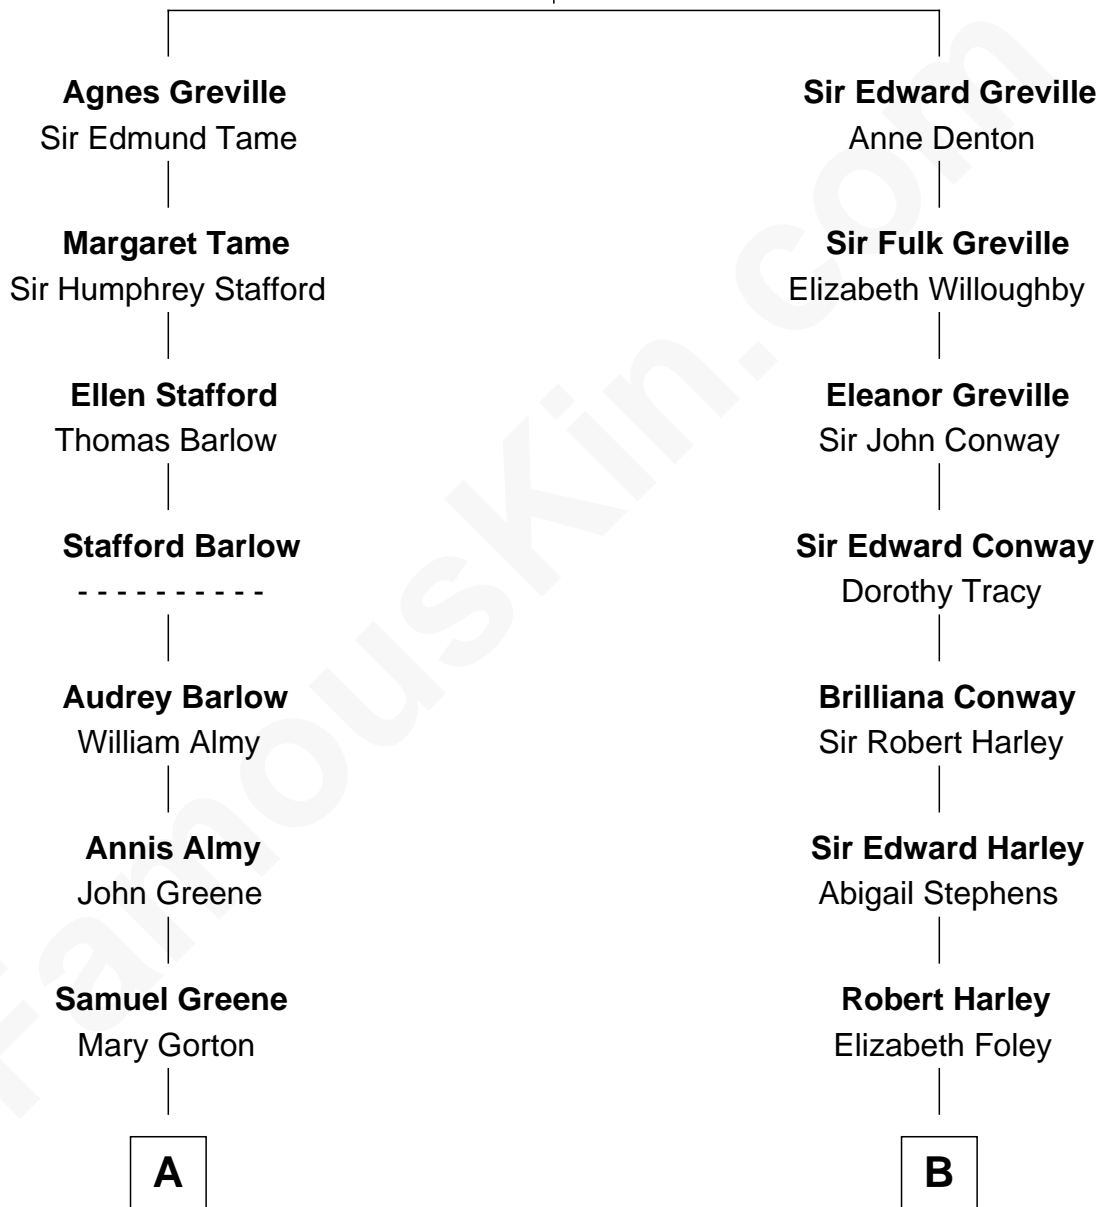 Agnes Greville
Sir Edmund Tame
Margaret Tame
Sir Humphrey Stafford
Ellen Stafford
Thomas Barlow
Stafford Barlow
- - - - - - - - - -
Audrey Barlow
William Almy
Annis Almy
John Greene
Samuel Greene
Mary Gorton
A
Sir Edward Greville
Anne Denton
Sir Fulk Greville
Elizabeth Willoughby
Eleanor Greville
Sir John Conway
Sir Edward Conway
Dorothy Tracy
Brilliana Conway
Sir Robert Harley
Sir Edward Harley
Abigail Stephens
Robert Harley
Elizabeth Foley
B
FamousKin.com